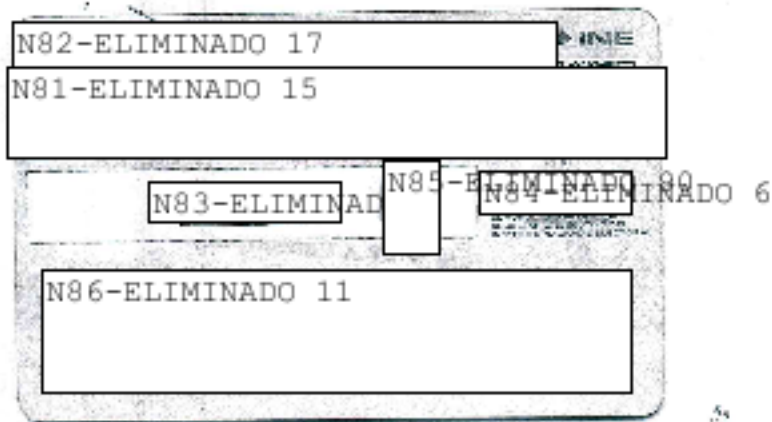 N82-ELIMINADO 17
INE
N81-ELIMINADO 15
N85-ELIMINADO 90
N83-ELIMINAD
N84-ELIMINADO 6
N86-ELIMINADO 11